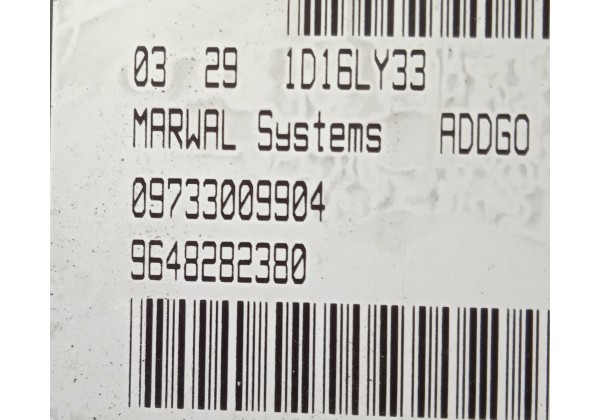 03 29 1D16LY33
MARWAL Systems ADDGO
09733009904
9648282380